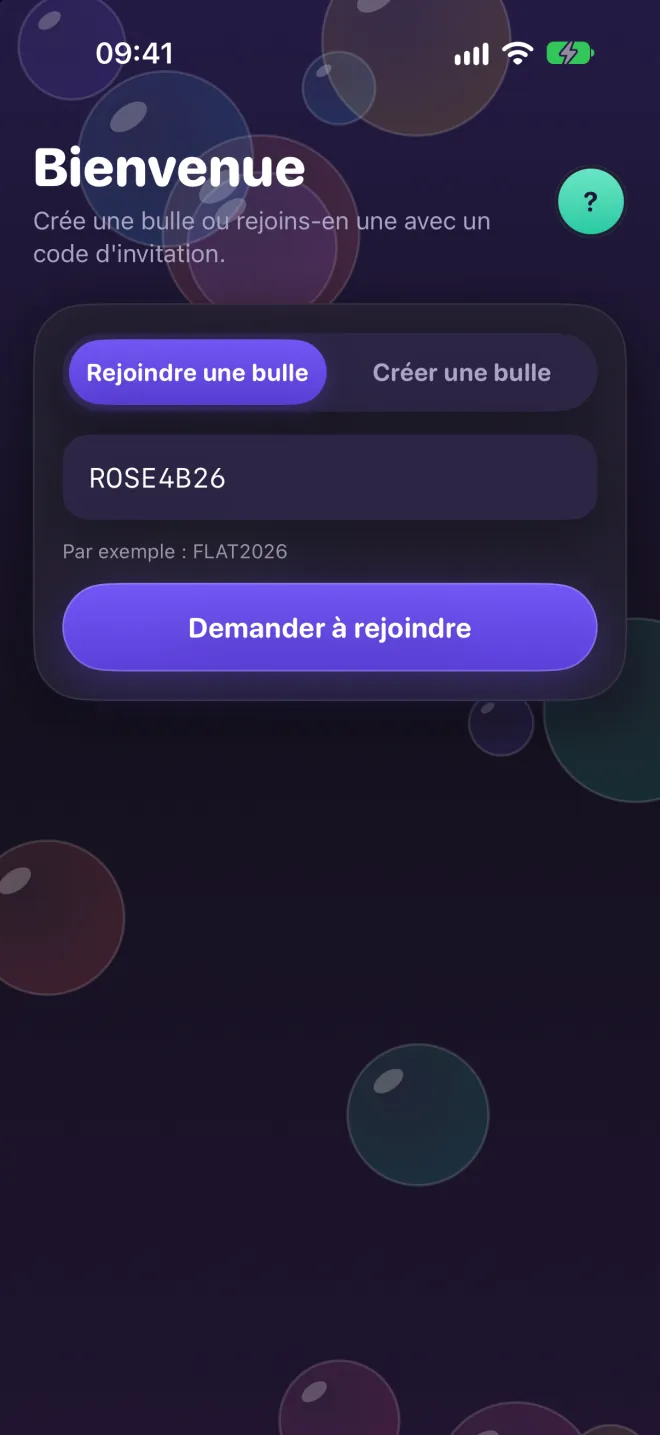 09:41
Bienvenue
?
Crée une bulle ou rejoins-en une avec un
code d'invitation.
Rejoindre une bulle
Créer une bulle
ROSE4B26
Par exemple : FLAT2026
Demander à rejoindre